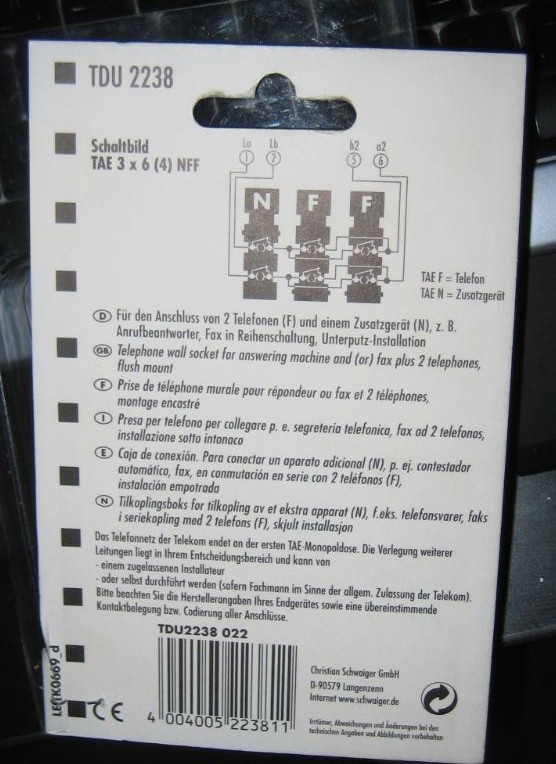 TDU 2238
Schaltbild
TAE 3 x 6 (4) NFF
La Lb b2 a2
1 2 5 6
N F F
TAE F = Telefon
TAE N = Zusatzgerät
D Für den Anschluss von 2 Telefonen (F) und einem Zusatzgerät (N), z. B.
Anrufbeantworter, Fax in Reihenschaltung, Unterputz-Installation
GB Telephone wall socket for answering machine and (or) fax plus 2 telephones,
flush mount
F Prise de téléphone murale pour répondeur ou fax et 2 téléphones,
montage encastré
I Presa per telefono per collegare p. e. segreteria telefonica, fax ad 2 telefonas,
installazione sotto intonaco
E Caja de conexión. Para conectar un aparato adicional (N), p. ej. contestador
automático, fax, en conmutación en serie con 2 teléfonos (F),
instalación empotrada
N Tilkoplingsboks for tilkopling av et ekstra apparat (N), f.eks. telefonsvarer, faks
i seriekopling med 2 telefons (F), skjult installasjon
Das Telefonnetz der Telekom endet an der ersten TAE-Monopoldose. Die Verlegung weiterer
Leitungen liegt in Ihrem Entscheidungsbereich und kann von
- einem zugelassenen Installateur
- oder selbst durchführt werden (sofern Fachmann im Sinne der allgem. Zulassung der Telekom).
Bitte beachten Sie die Herstellerangaben Ihres Endgerätes sowie eine übereinstimmende
Kontaktbelegung bzw. Codierung aller Anschlüsse.
TDU2238 022
4 004005 223811
Christian Schwaiger GmbH
D-90579 Langenzenn
Internet www.schwaiger.de
Irrtümer, Abweichungen und Änderungen bei den
technischen Angaben und Abbildungen vorbehalten
CE